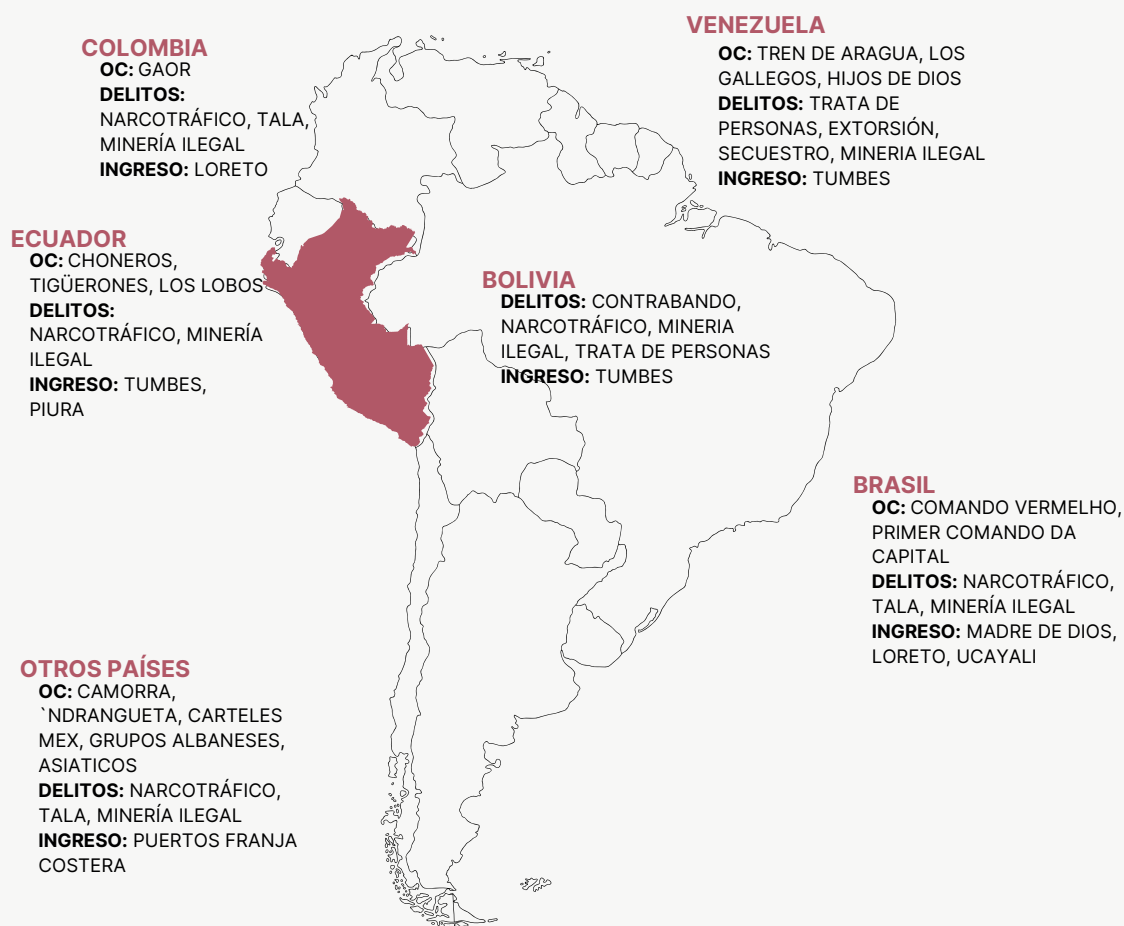 COLOMBIA
OC: GAOR
DELITOS:
NARCOTRÁFICO, TALA,
MINERÍA ILEGAL
INGRESO: LORETO
VENEZUELA
OC: TREN DE ARAGUA, LOS
GALLEGOS, HIJOS DE DIOS
DELITOS: TRATA DE
PERSONAS, EXTORSIÓN,
SECUESTRO, MINERIA ILEGAL
INGRESO: TUMBES
ECUADOR
OC: CHONEROS,
TIGÜERONES, LOS LOBOS
DELITOS:
NARCOTRÁFICO, MINERÍA
ILEGAL
INGRESO: TUMBES,
PIURA
BOLIVIA
DELITOS: CONTRABANDO,
NARCOTRÁFICO, MINERIA
ILEGAL, TRATA DE PERSONAS
INGRESO: TUMBES
BRASIL
OC: COMANDO VERMELHO,
PRIMER COMANDO DA
CAPITAL
DELITOS: NARCOTRÁFICO,
TALA, MINERÍA ILEGAL
INGRESO: MADRE DE DIOS,
LORETO, UCAYALI
OTROS PAÍSES
OC: CAMORRA,
`NDRANGUETA, CARTELES
MEX, GRUPOS ALBANESES,
ASIATICOS
DELITOS: NARCOTRÁFICO,
TALA, MINERÍA ILEGAL
INGRESO: PUERTOS FRANJA
COSTERA